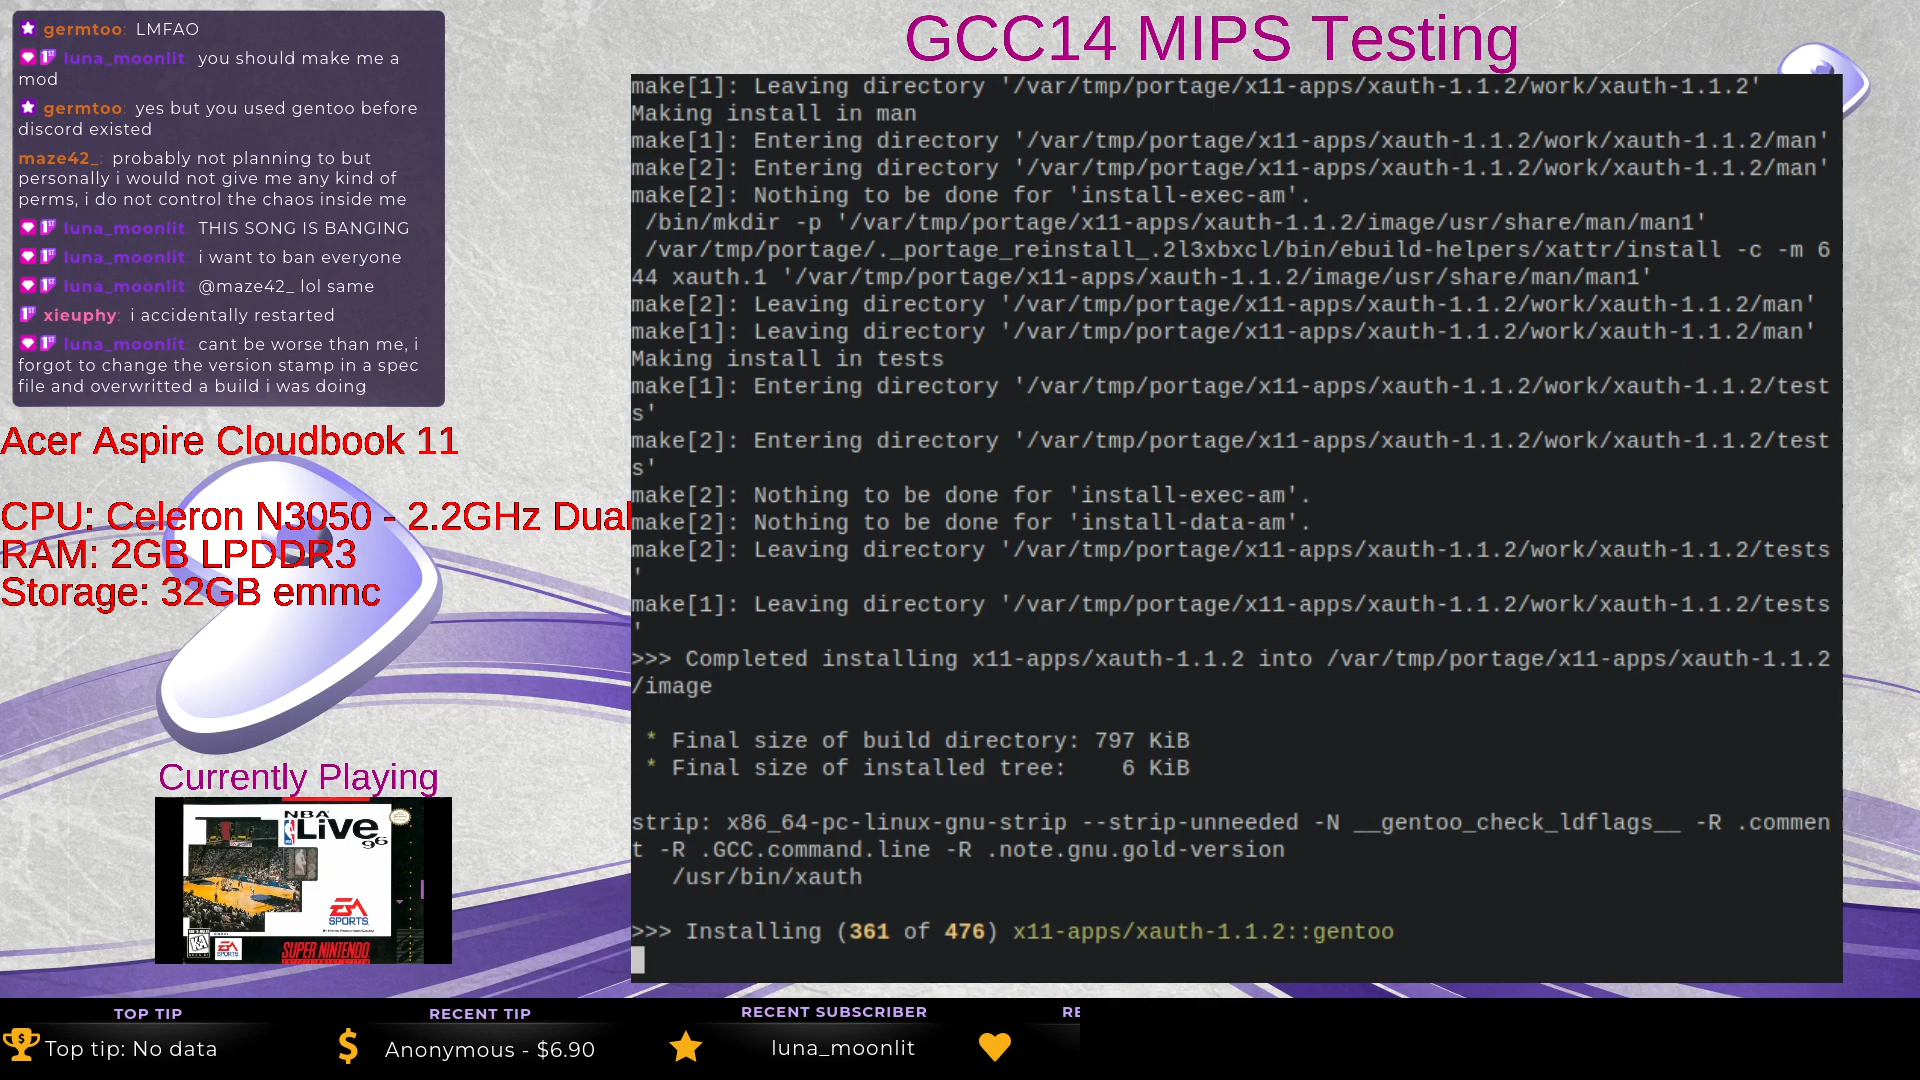 germtoo: LMFAO
luna_moonlit: you should make me a
mod
germtoo: yes but you used gentoo before
discord existed
maze42_: probably not planning to but
personally i would not give me any kind of
perms, i do not control the chaos inside me
luna_moonlit: THIS SONG IS BANGING
luna_moonlit: i want to ban everyone
luna_moonlit: @maze42_ lol same
xieuphy: i accidentally restarted
luna_moonlit: cant be worse than me, i
forgot to change the version stamp in a spec
file and overwritted a build i was doing
Acer Aspire Cloudbook 11
CPU: Celeron N3050 - 2.2GHz Dual
RAM: 2GB LPDDR3
Storage: 32GB emmc
Currently Playing
NBA
Live
96
EA
SPORTS
KA
EA
SPORTS
SUPER NINTENDO
GCC14 MIPS Testing
make[1]: Leaving directory '/var/tmp/portage/x11-apps/xauth-1.1.2/work/xauth-1.1.2'
Making install in man
make[1]: Entering directory '/var/tmp/portage/x11-apps/xauth-1.1.2/work/xauth-1.1.2/man'
make[2]: Entering directory '/var/tmp/portage/x11-apps/xauth-1.1.2/work/xauth-1.1.2/man'
make[2]: Nothing to be done for 'install-exec-am'.
/bin/mkdir -p '/var/tmp/portage/x11-apps/xauth-1.1.2/image/usr/share/man/man1'
/var/tmp/portage/._portage_reinstall_.2l3xbxcl/bin/ebuild-helpers/xattr/install -c -m 6
44 xauth.1 '/var/tmp/portage/x11-apps/xauth-1.1.2/image/usr/share/man/man1'
make[2]: Leaving directory '/var/tmp/portage/x11-apps/xauth-1.1.2/work/xauth-1.1.2/man'
make[1]: Leaving directory '/var/tmp/portage/x11-apps/xauth-1.1.2/work/xauth-1.1.2/man'
Making install in tests
make[1]: Entering directory '/var/tmp/portage/x11-apps/xauth-1.1.2/work/xauth-1.1.2/test
s'
make[2]: Entering directory '/var/tmp/portage/x11-apps/xauth-1.1.2/work/xauth-1.1.2/test
s'
make[2]: Nothing to be done for 'install-exec-am'.
make[2]: Nothing to be done for 'install-data-am'.
make[2]: Leaving directory '/var/tmp/portage/x11-apps/xauth-1.1.2/work/xauth-1.1.2/tests
'
make[1]: Leaving directory '/var/tmp/portage/x11-apps/xauth-1.1.2/work/xauth-1.1.2/tests
'
>>> Completed installing x11-apps/xauth-1.1.2 into /var/tmp/portage/x11-apps/xauth-1.1.2
/image
* Final size of build directory: 797 KiB
* Final size of installed tree: 6 KiB
strip: x86_64-pc-linux-gnu-strip --strip-unneeded -N __gentoo_check_ldflags__ -R .commen
t -R .GCC.command.line -R .note.gnu.gold-version
/usr/bin/xauth
>>> Installing (361 of 476) x11-apps/xauth-1.1.2::gentoo
TOP TIP
Top tip: No data
RECENT TIP
Anonymous - $6.90
RECENT SUBSCRIBER
luna_moonlit
RE